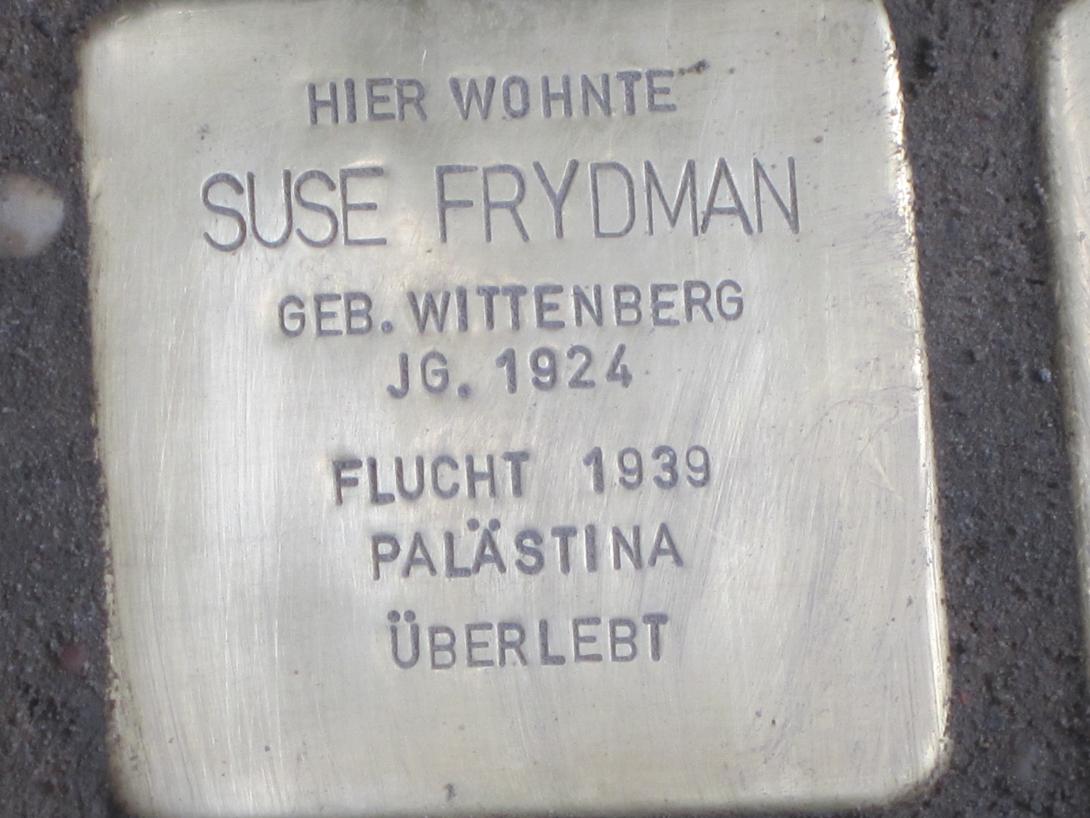 HIER WOHNTE
SUSE FRYDMAN
GEB. WITTENBERG
JG. 1924
FLUCHT 1939
PALÄSTINA
ÜBERLEBT